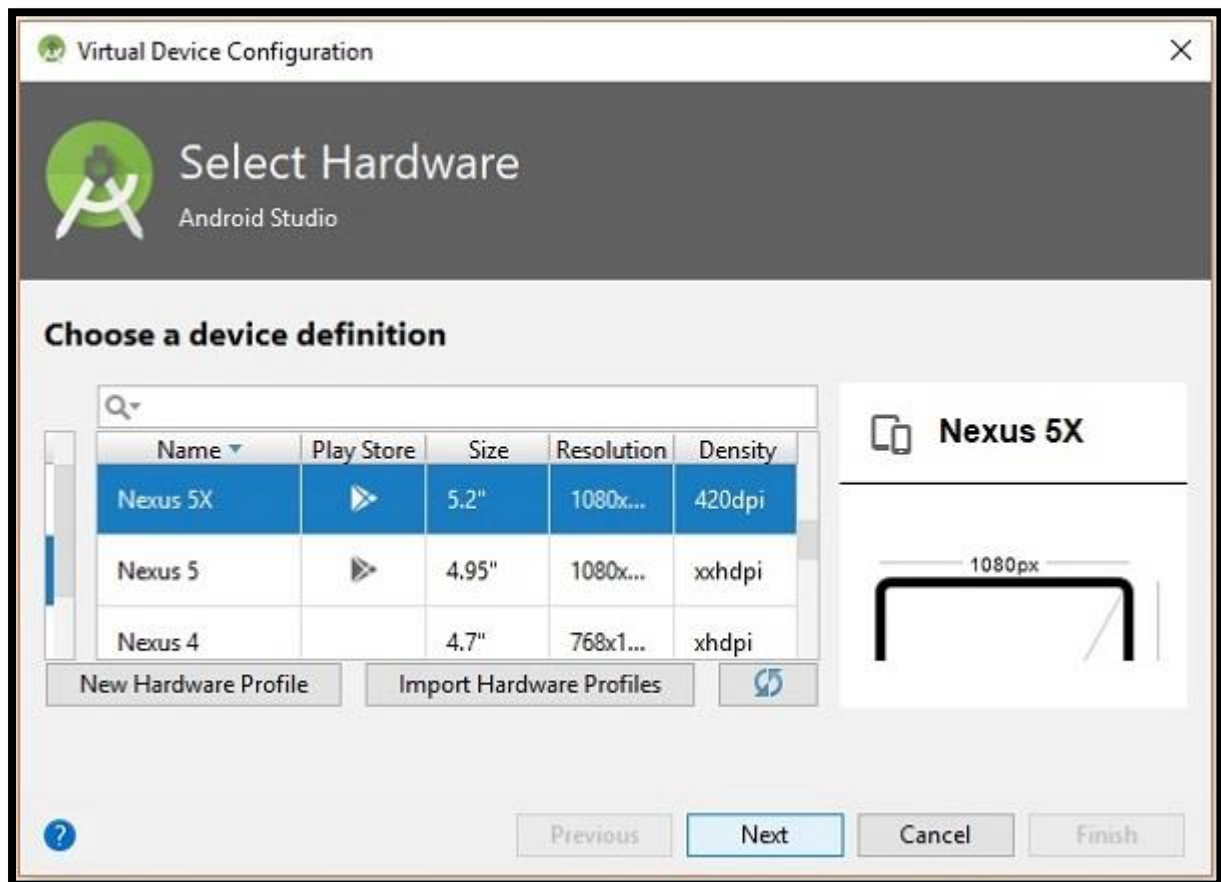 Virtual Device Configuration
Select Hardware
Android Studio
Choose a device definition
Name Play Store Size Resolution Density
Nexus 5X 5.2" 1080x... 420dpi
Nexus 5 4.95" 1080x... xxhdpi
Nexus 4 4.7" 768x1... xhdpi
New Hardware Profile Import Hardware Profiles
Nexus 5X
1080px
? Previous Next Cancel Finish